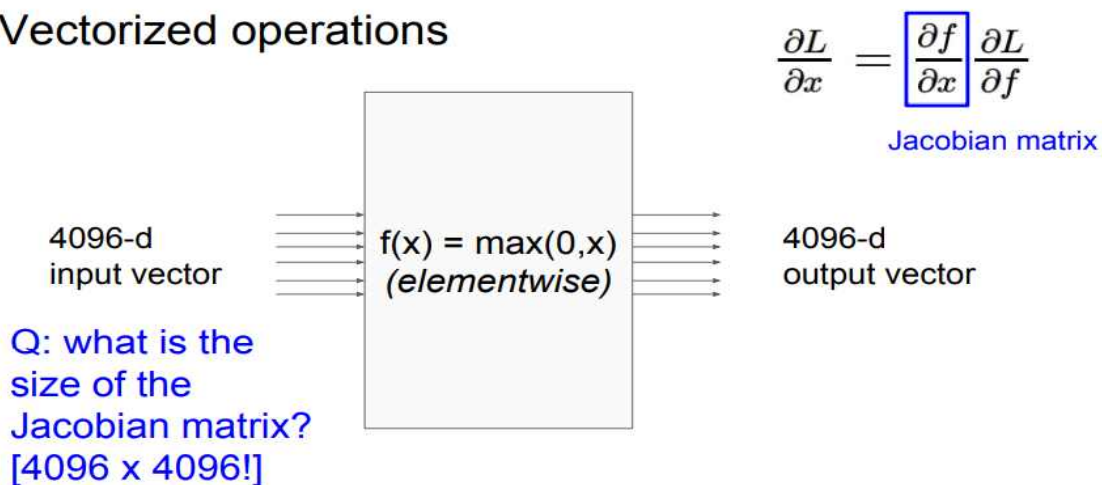 Vectorized operations
∂L/∂x = ∂f/∂x ∂L/∂f
Jacobian matrix
4096-d
input vector
f(x) = max(0,x)
(elementwise)
4096-d
output vector
Q: what is the
size of the
Jacobian matrix?
[4096 x 4096!]